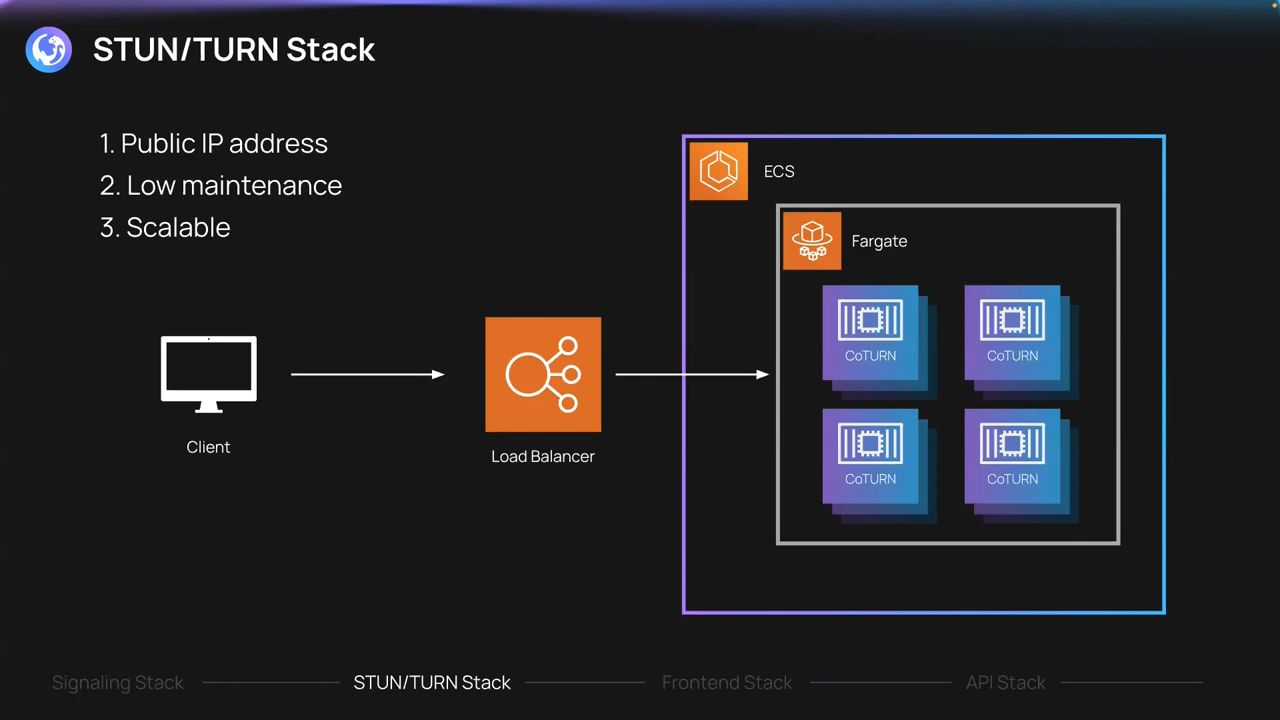 STUN/TURN Stack
1. Public IP address
2. Low maintenance
3. Scalable
ECS
Fargate
CoTURN
CoTURN
CoTURN
CoTURN
Client
Load Balancer
Signaling Stack
STUN/TURN Stack
Frontend Stack
API Stack